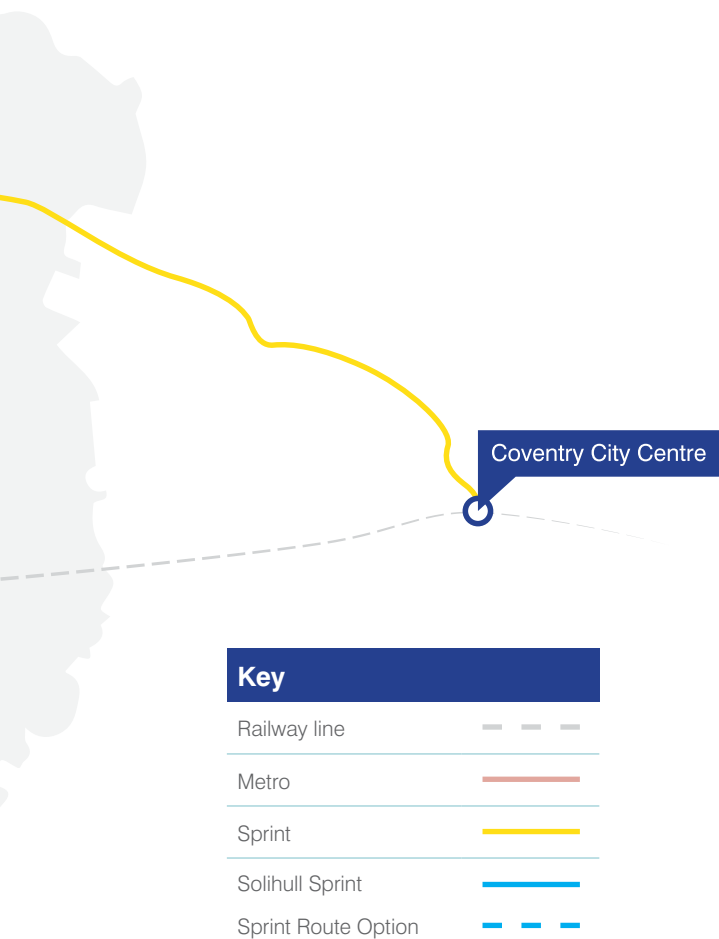 Coventry City Centre
Key
Railway line
Metro
Sprint
Solihull Sprint
Sprint Route Option